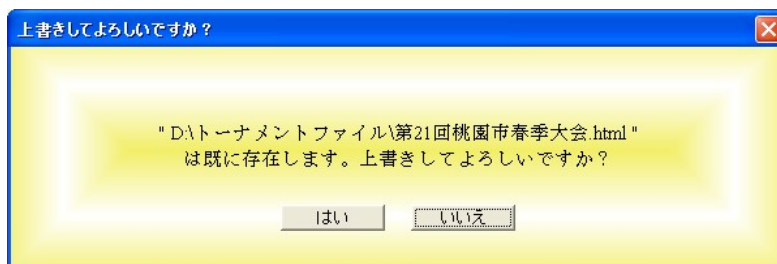 上書きしてよろしいですか？
" D:\トーナメントファイル\第21回桃園市春季大会.html "
は既に存在します。上書きしてよろしいですか？
はい
いいえ